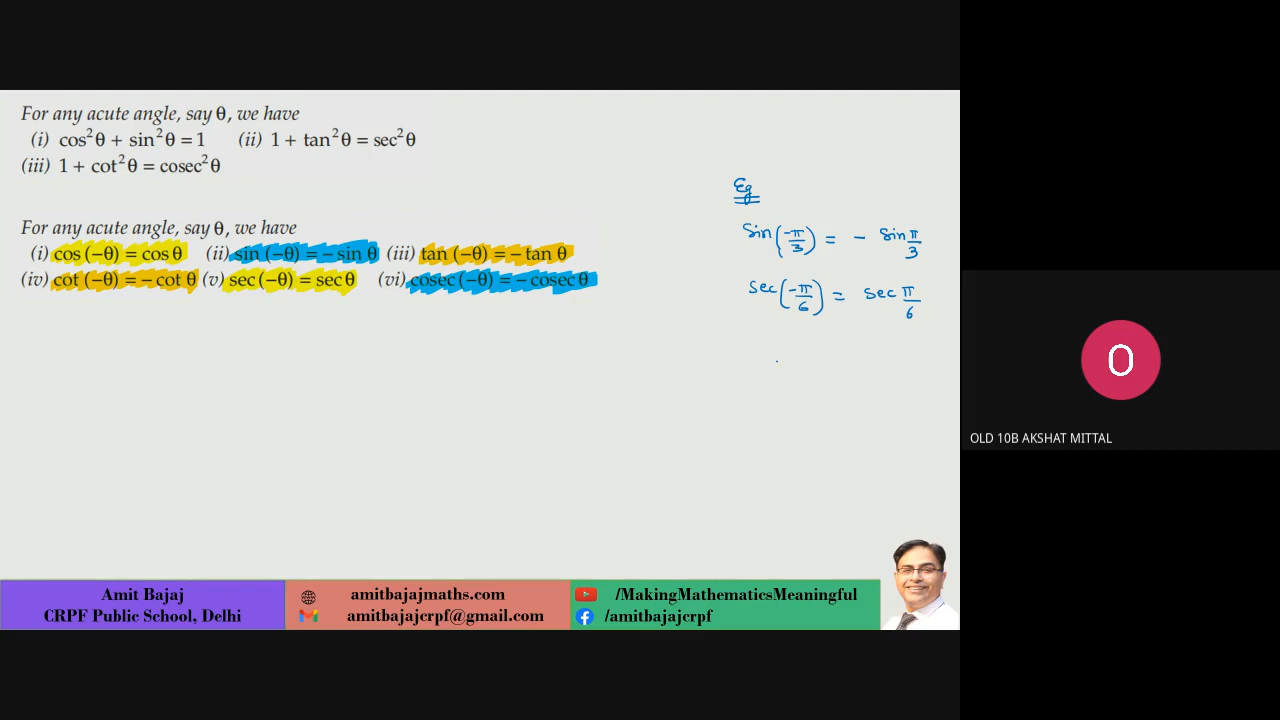 For any acute angle, say θ, we have
(i) cos²θ + sin²θ = 1 (ii) 1 + tan²θ = sec²θ
(iii) 1 + cot²θ = cosec²θ
For any acute angle, say θ, we have
(i) cos (−θ) = cos θ (ii) sin (−θ) = − sin θ (iii) tan (−θ) = − tan θ
(iv) cot (−θ) = − cot θ (v) sec (−θ) = sec θ (vi) cosec (−θ) = − cosec θ
Eg
Sin(-π/3) = - Sin π/3
Sec(-π/6) = Sec π/6
O
OLD 10B AKSHAT MITTAL
Amit Bajaj
CRPF Public School, Delhi
amitbajajmaths.com
amitbajajcrpf@gmail.com
/MakingMathematicsMeaningful
/amitbajajcrpf